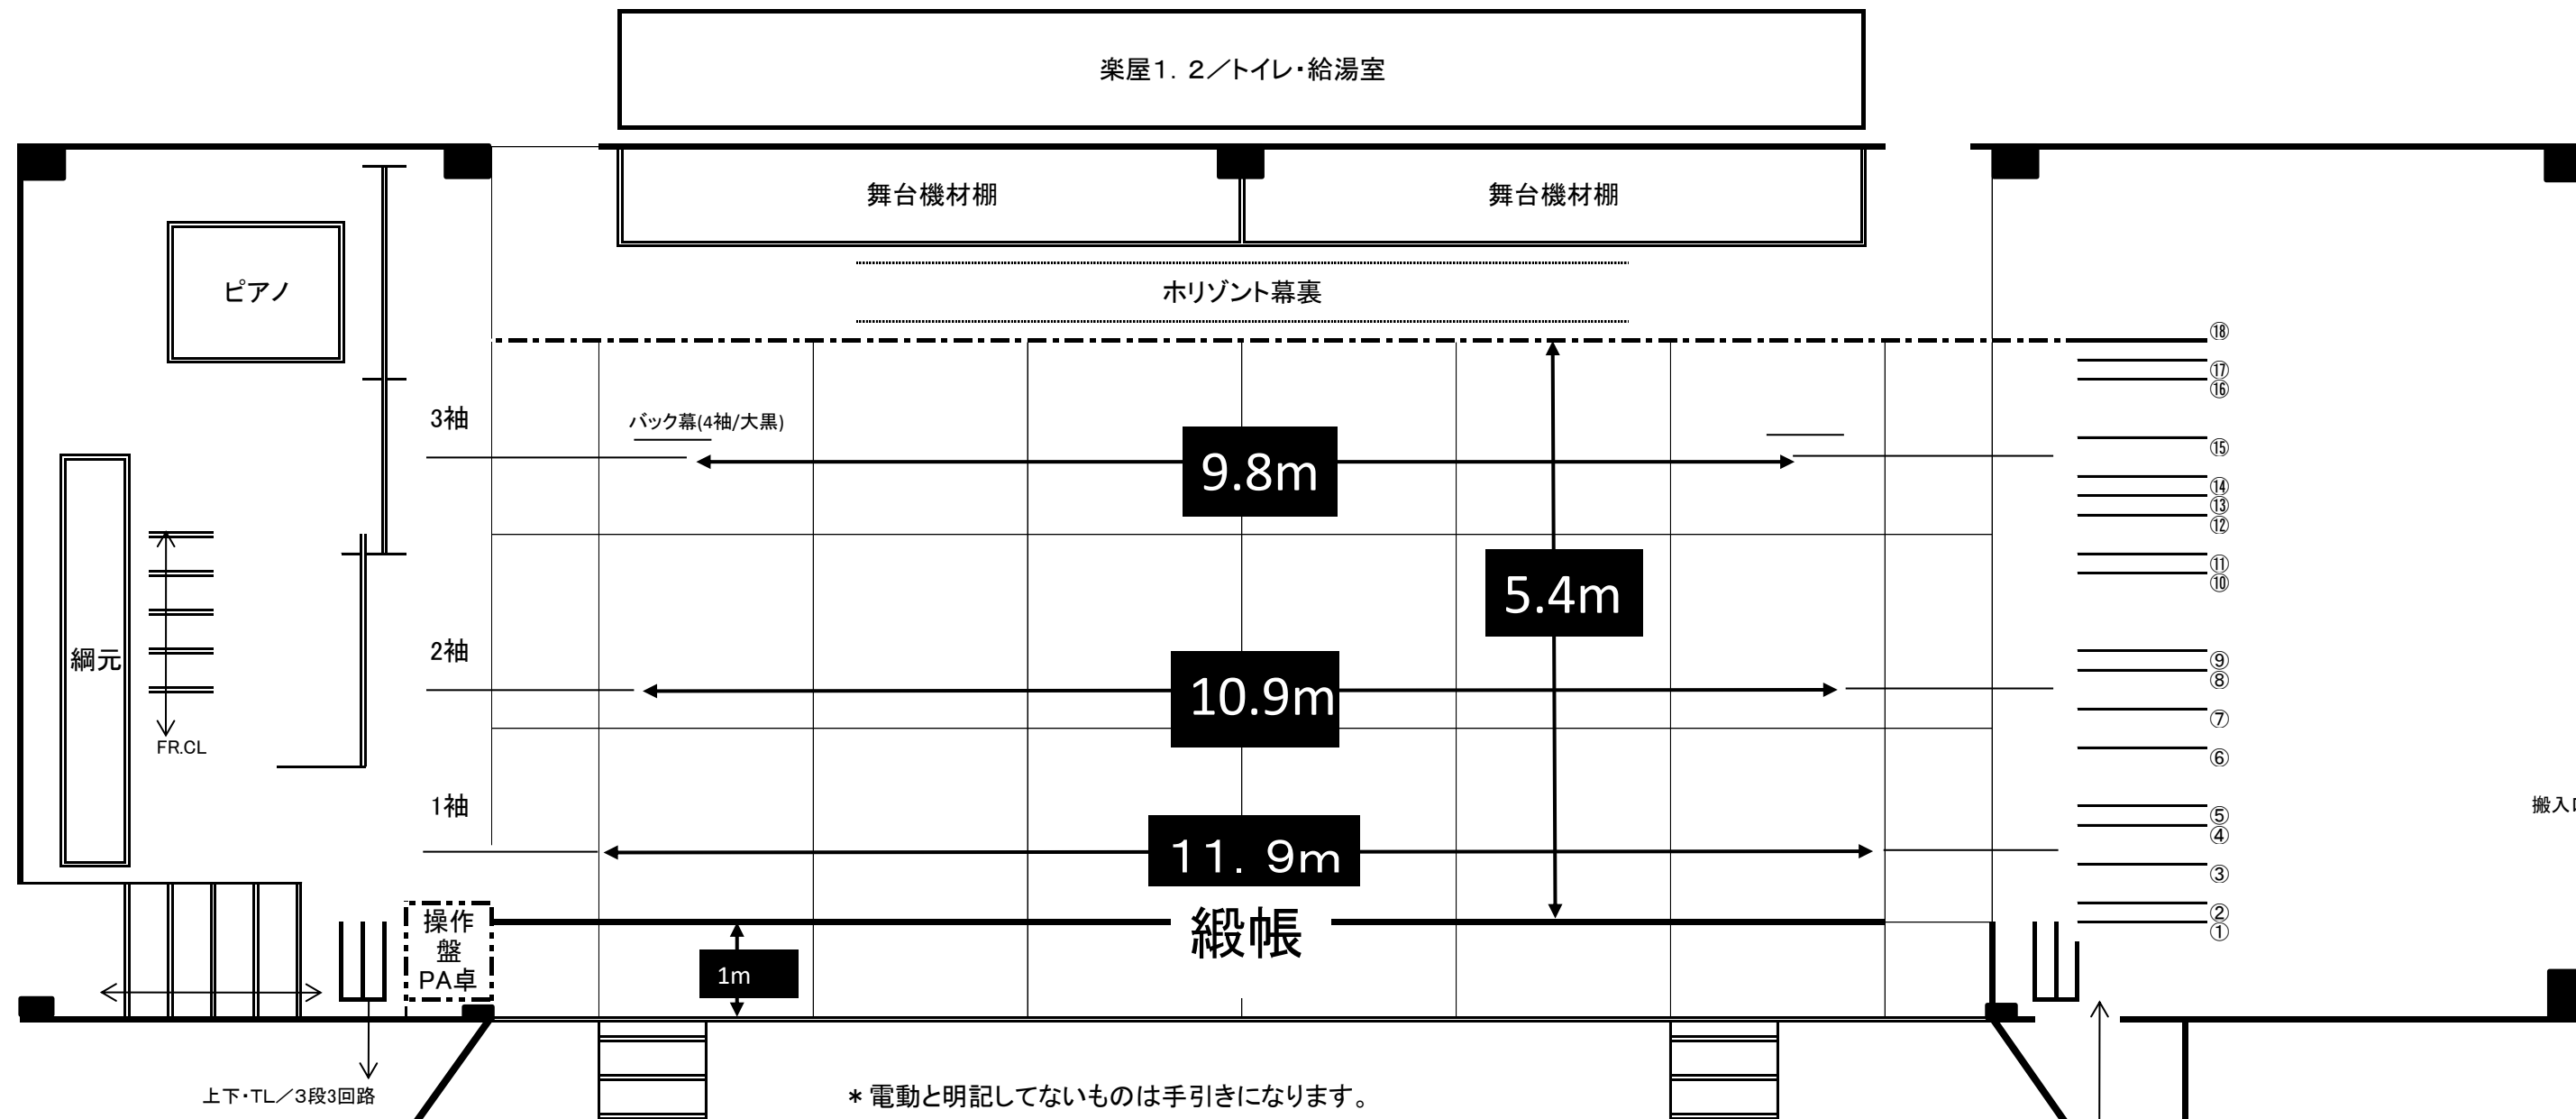 楽屋1．2／トイレ・給湯室
舞台機材棚
舞台機材棚
ピアノ
ホリゾント幕裏
⑱
⑰
⑯
3袖
バック幕(4袖/大黒)
⑮
9.8m
⑭
⑬
⑫
⑪
⑩
5.4m
綱元
2袖
⑨
⑧
10.9m
⑦
FR.CL
⑥
1袖
⑤
④
11．9m
③
操作
盤
PA卓
緞帳
②
①
1m
上下・TL／3段3回路
＊電動と明記してないものは手引きになります。